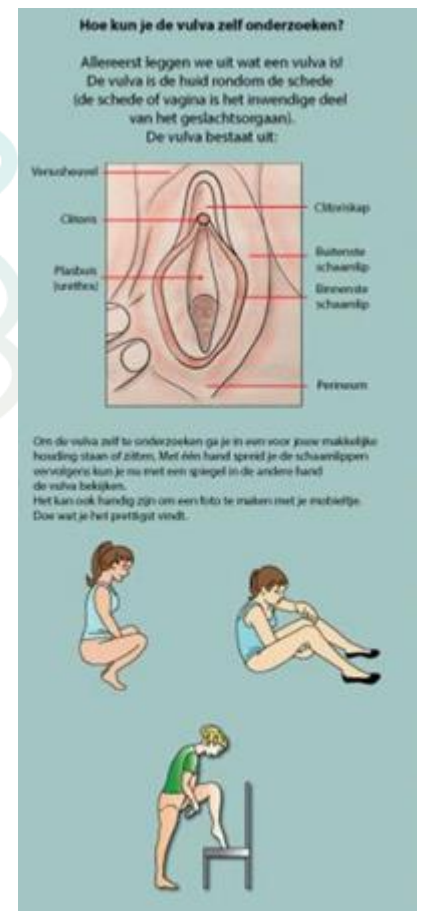 Hoe kun je de vulva zelf onderzoeken?
Allereerst leggen we uit wat een vulva is!
De vulva is de huid rondom de schede
(de schede of vagina is het inwendige deel
van het geslachtsorgaan).
De vulva bestaat uit:
Venusheuvel
Clitoris
Plasbuis
(urethra)
Clitoriskap
Buitenste
schaamlip
Binnenste
schaamlip
Perineum
Om de vulva zelf te onderzoeken ga je in een voor jouw makkelijke
houding staan of zitten. Met één hand spreid je de schaamlippen
vervolgens kun je nu met een spiegel in de andere hand
de vulva bekijken.
Het kan ook handig zijn om een foto te maken met je mobieltje.
Doe wat je het prettigst vindt.